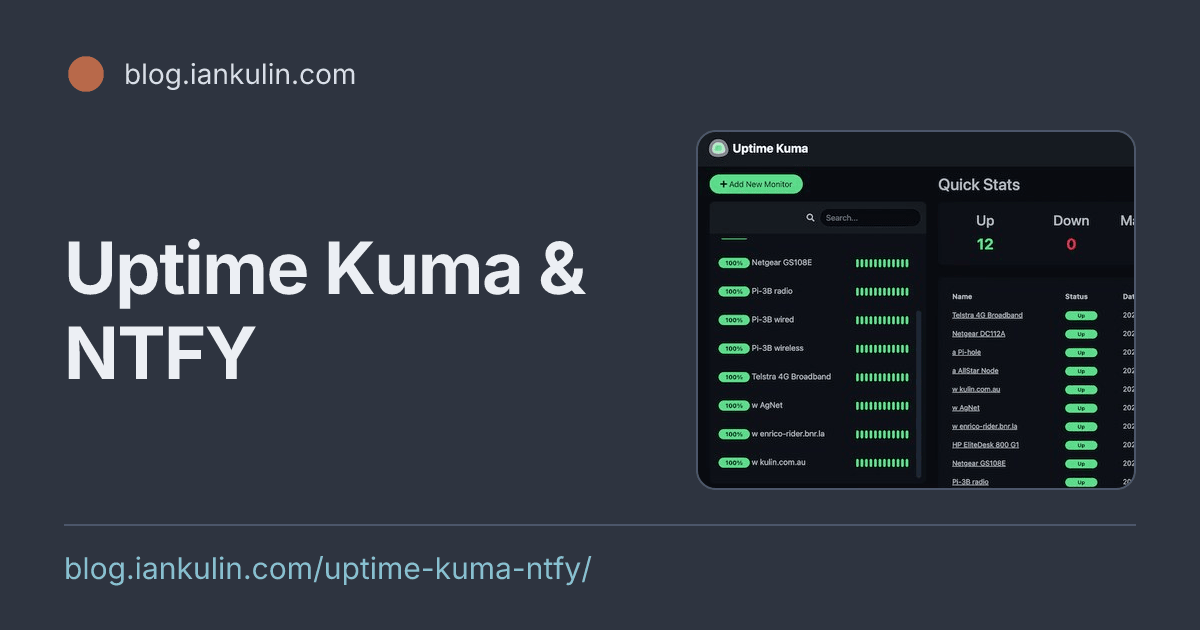 blog.iankulin.com
Uptime Kuma &
NTFY
Uptime Kuma
+ Add New Monitor
Search...
100% Netgear GS108E
100% Pi-3B radio
100% Pi-3B wired
100% Pi-3B wireless
100% Telstra 4G Broadband
100% w AgNet
100% w enrico-rider.bnr.la
100% w kulin.com.au
Quick Stats
Up Down
12 0
Name Status
Telstra 4G Broadband Up
Netgear DC112A Up
a Pi-hole Up
a AllStar Node Up
w kulin.com.au Up
w AgNet Up
w enrico-rider.bnr.la Up
HP EliteDesk 800 G1 Up
Netgear GS108E Up
Pi-3B radio Up
blog.iankulin.com/uptime-kuma-ntfy/